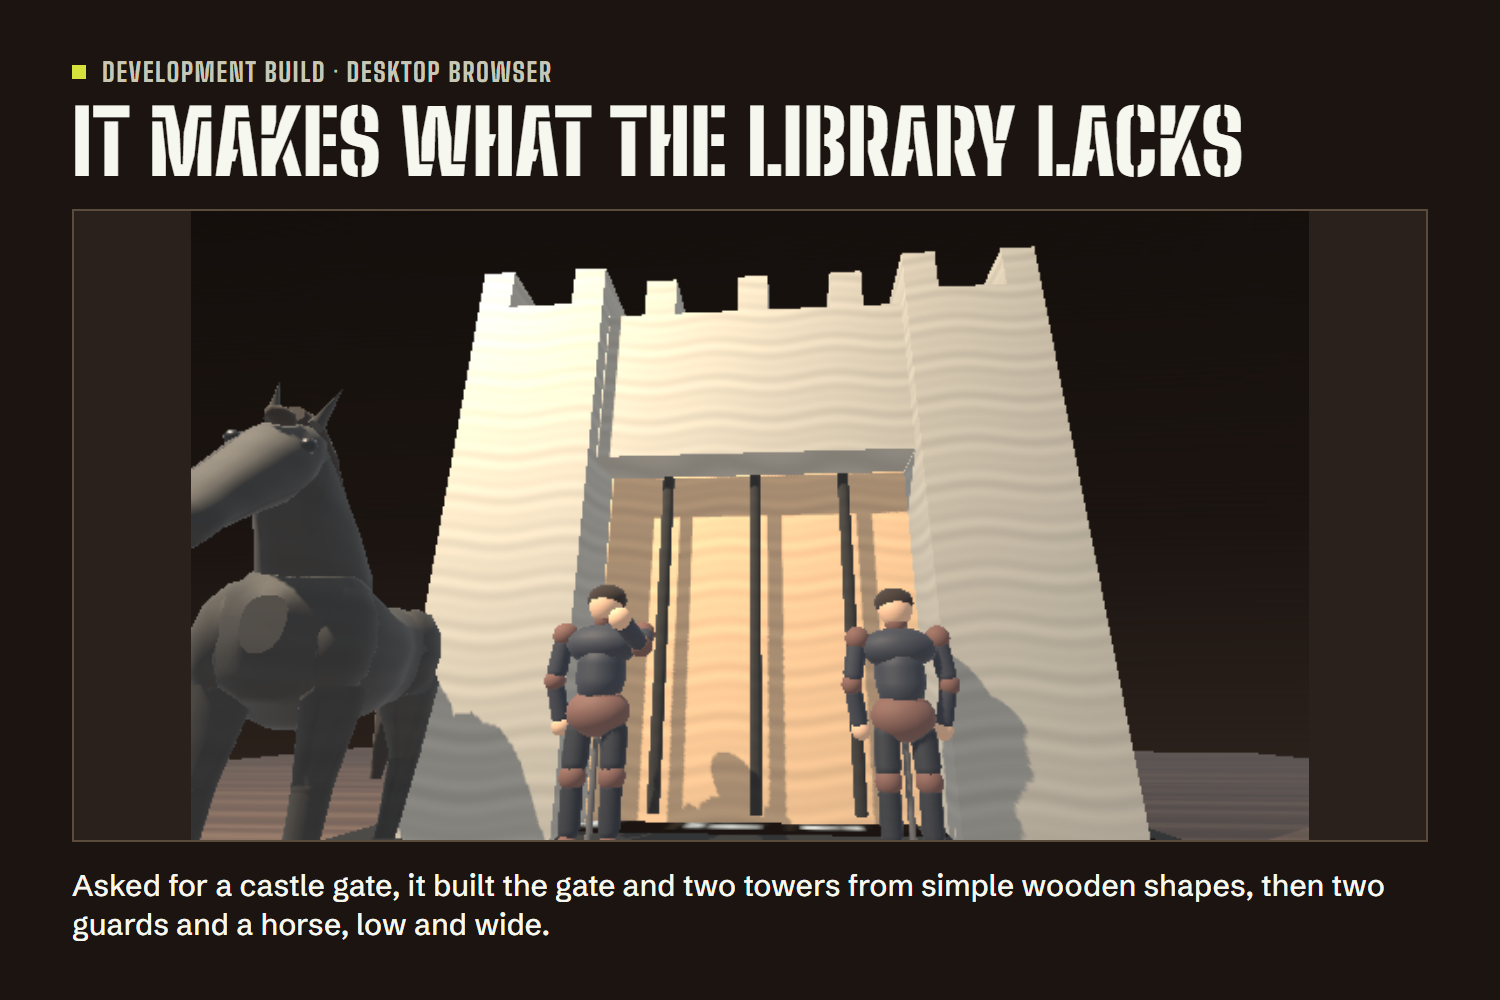 DEVELOPMENT BUILD · DESKTOP BROWSER
IT MAKES WHAT THE LIBRARY LACKS
Asked for a castle gate, it built the gate and two towers from simple wooden shapes, then two
guards and a horse, low and wide.